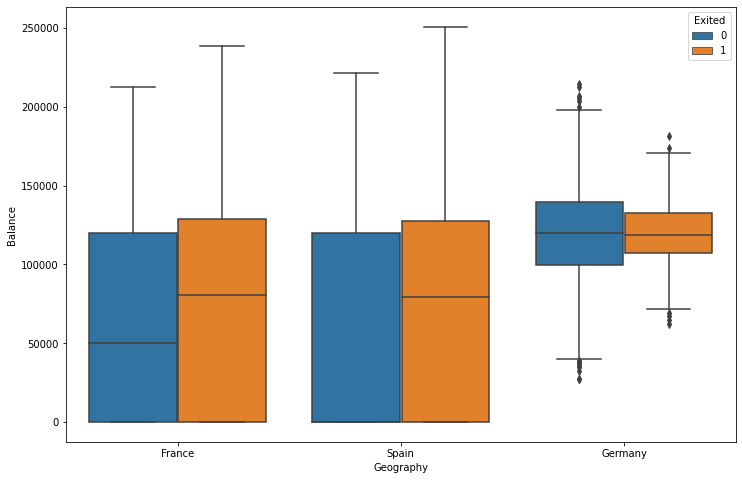 Exited
0
1
250000
200000
150000
100000
50000
0
Balance
France
Spain
Germany
Geography